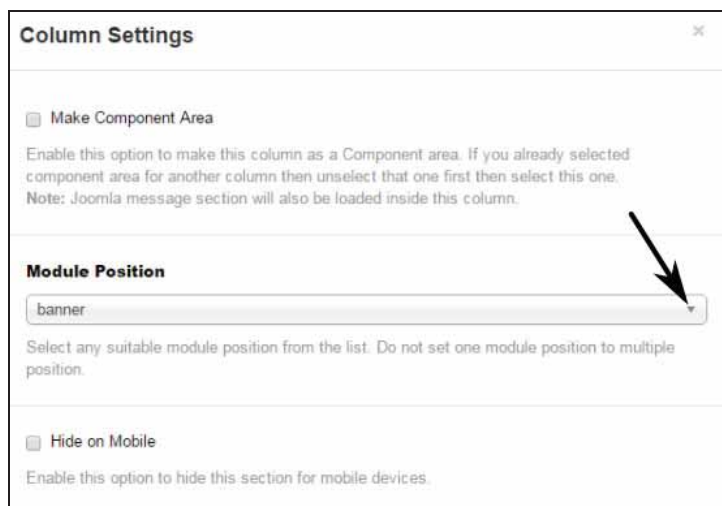 Column Settings
×
Make Component Area
Enable this option to make this column as a Component area. If you already selected
component area for another column then unselect that one first then select this one.
Note: Joomla message section will also be loaded inside this column.
Module Position
banner
Select any suitable module position from the list. Do not set one module position to multiple
position.
Hide on Mobile
Enable this option to hide this section for mobile devices.